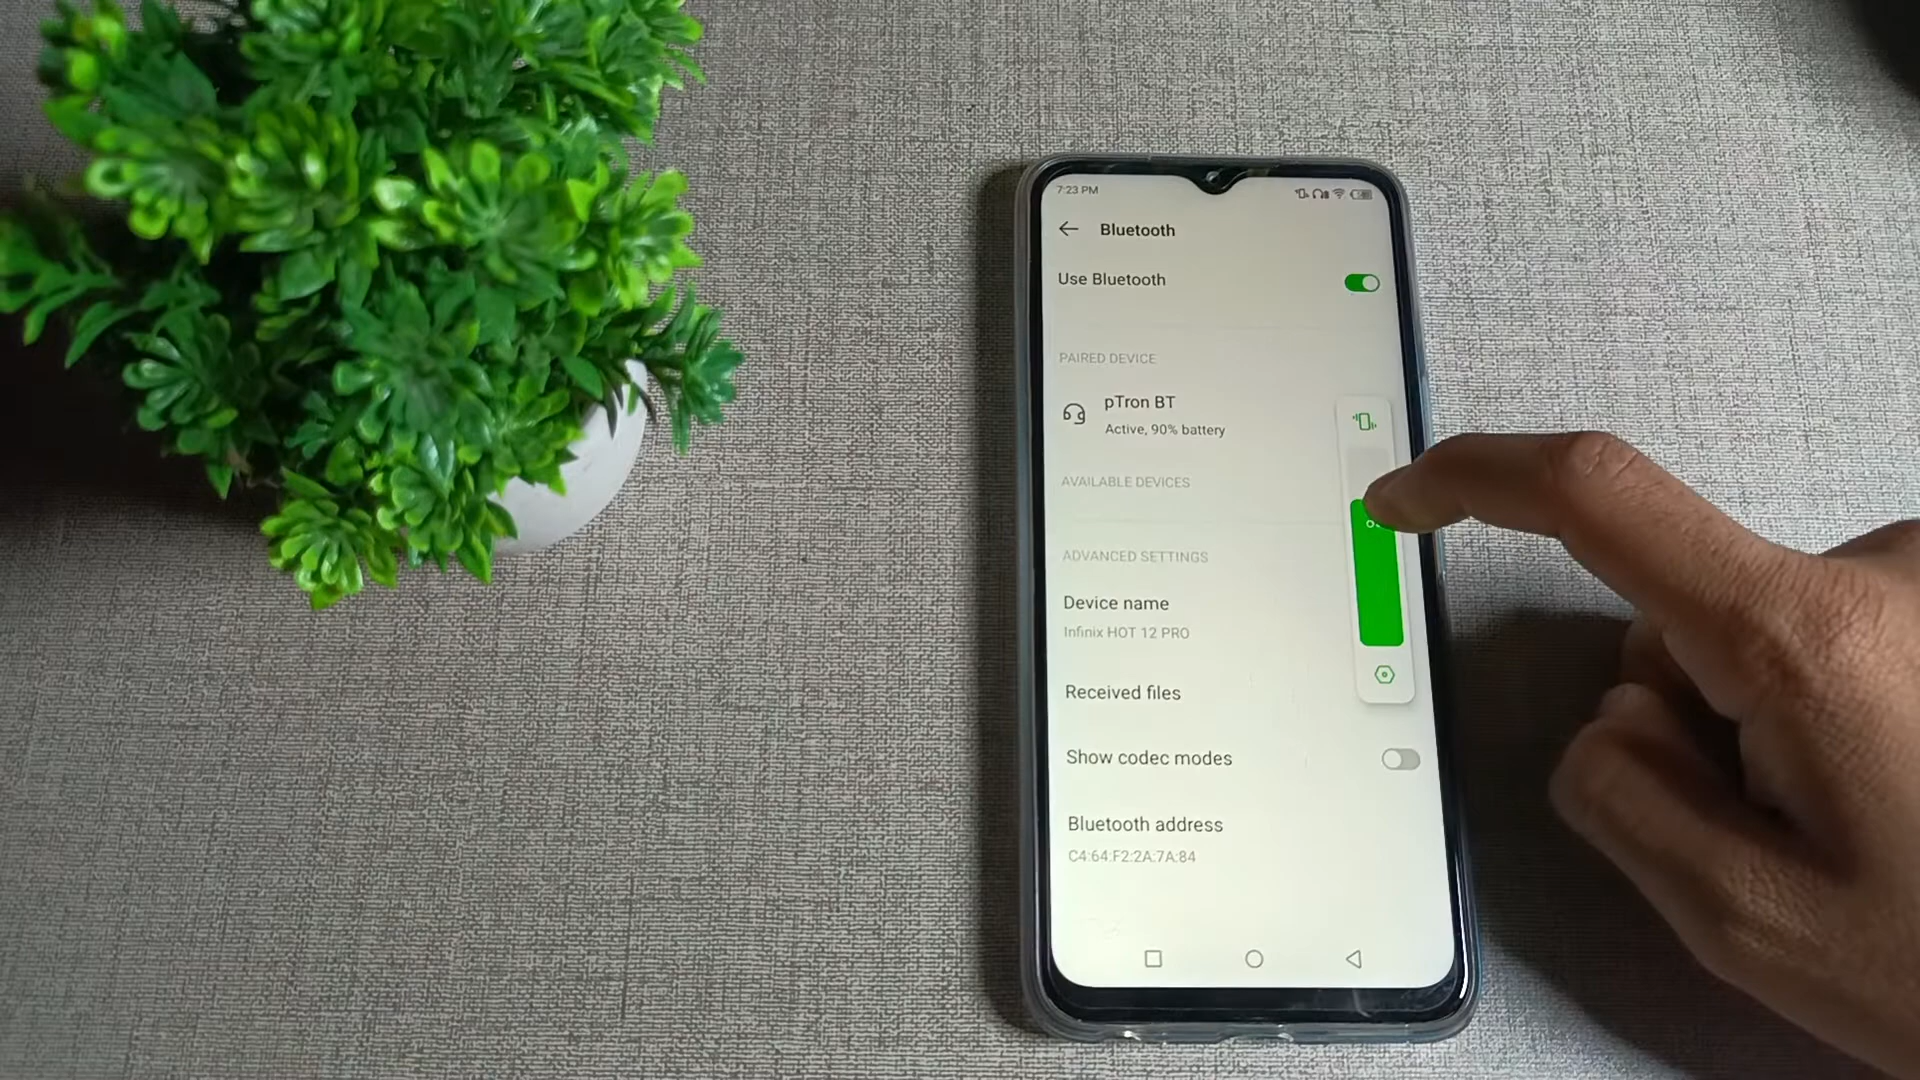 7:23 PM
Bluetooth
Use Bluetooth
PAIRED DEVICE
pTron BT
Active, 90% battery
AVAILABLE DEVICES
ADVANCED SETTINGS
Device name
Infinix HOT 12 PRO
Received files
Show codec modes
Bluetooth address
C4:64:F2:2A:7A:84